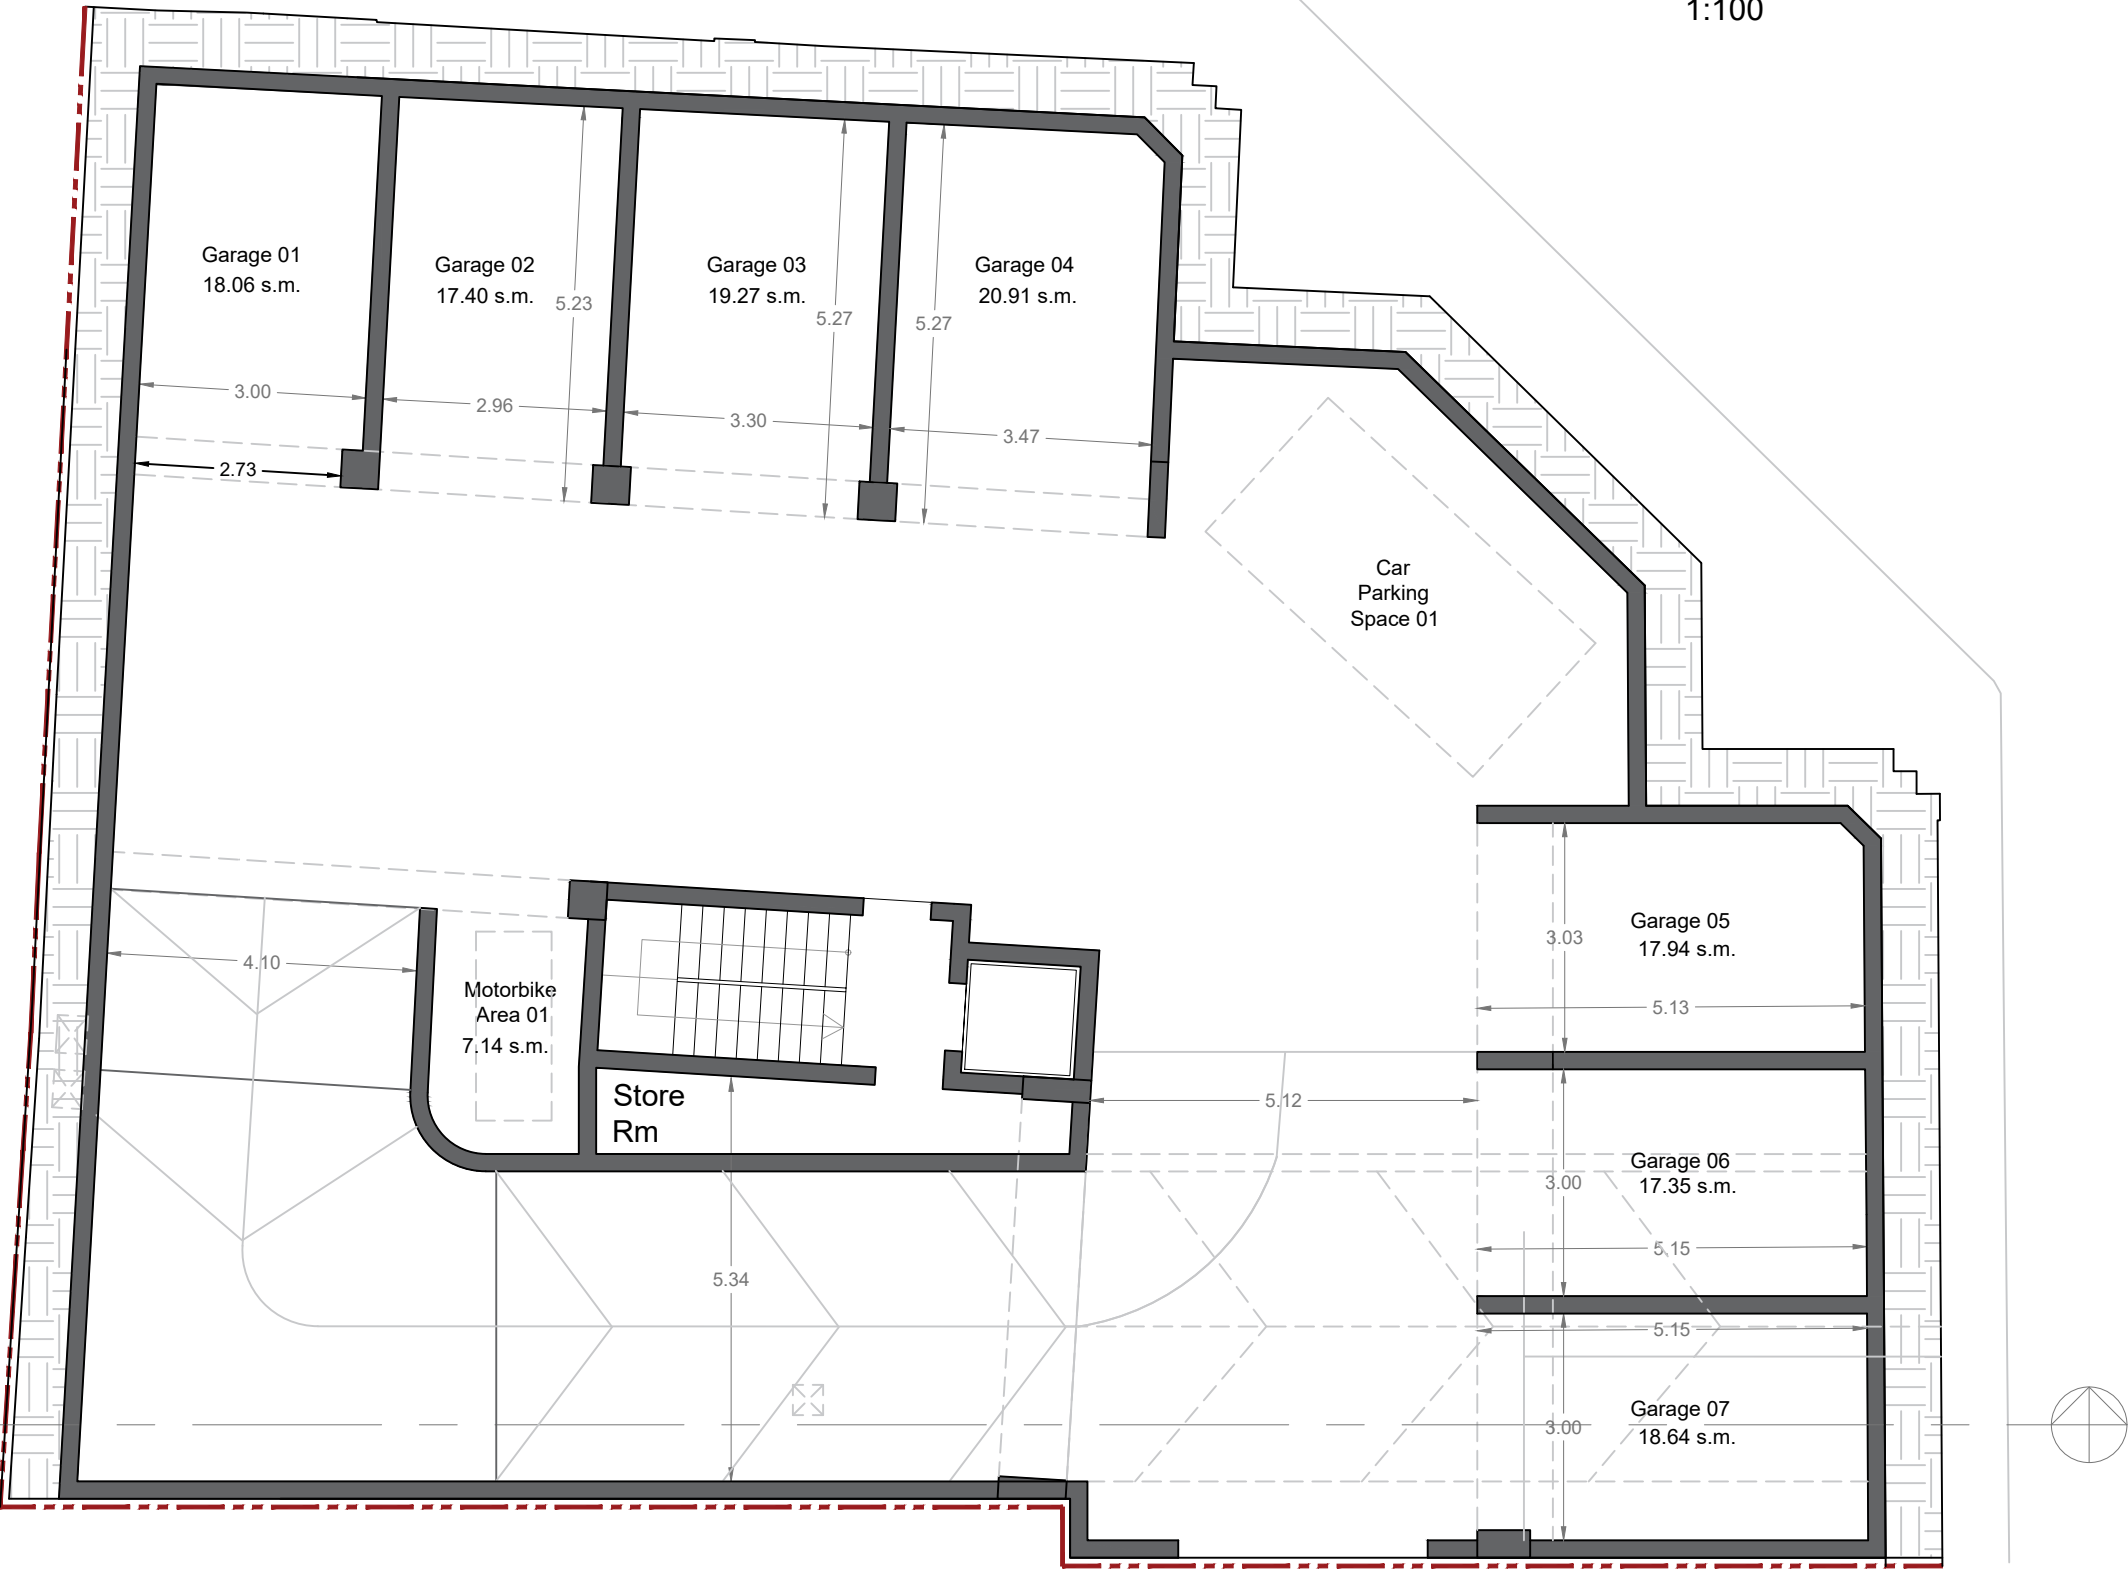 1:100
Garage 01
18.06 s.m.
Garage 02
17.40 s.m.
5.23
Garage 03
19.27 s.m.
5.27
Garage 04
20.91 s.m.
5.27
3.00
2.96
3.30
3.47
2.73
Car
Parking
Space 01
Garage 05
17.94 s.m.
3.03
5.13
4.10
Motorbike
Area 01
7.14 s.m.
Store
Rm
5.12
Garage 06
17.35 s.m.
3.00
5.15
5.34
5.15
Garage 07
18.64 s.m.
3.00